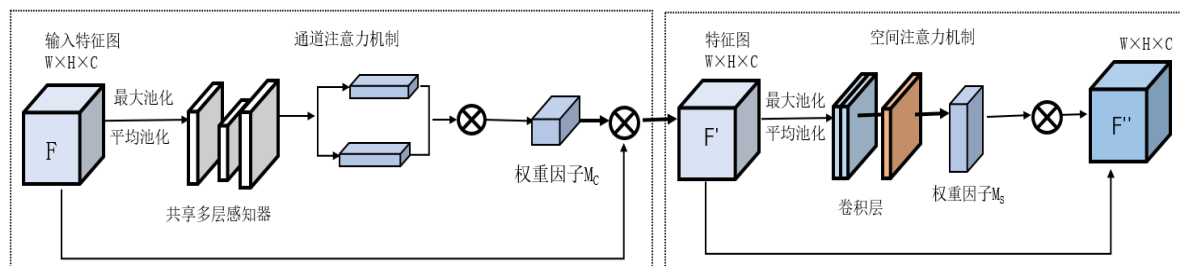 输入特征图
W×H×C
通道注意力机制
最大池化
平均池化
F
共享多层感知器
权重因子M_C
特征图
W×H×C
空间注意力机制
W×H×C
最大池化
平均池化
F'
F''
卷积层
权重因子M_S